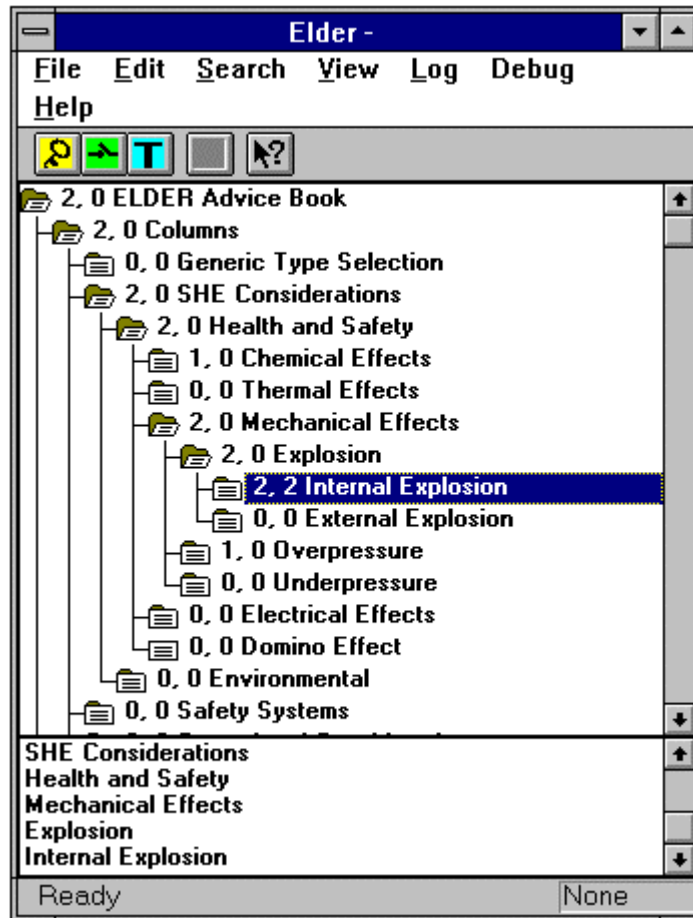 Elder -
File Edit Search View Log Debug
Help
T ?
2, 0 ELDER Advice Book
2, 0 Columns
0, 0 Generic Type Selection
2, 0 SHE Considerations
2, 0 Health and Safety
1, 0 Chemical Effects
0, 0 Thermal Effects
2, 0 Mechanical Effects
2, 0 Explosion
2, 2 Internal Explosion
0, 0 External Explosion
1, 0 Overpressure
0, 0 Underpressure
0, 0 Electrical Effects
0, 0 Domino Effect
0, 0 Environmental
0, 0 Safety Systems
SHE Considerations
Health and Safety
Mechanical Effects
Explosion
Internal Explosion
Ready None